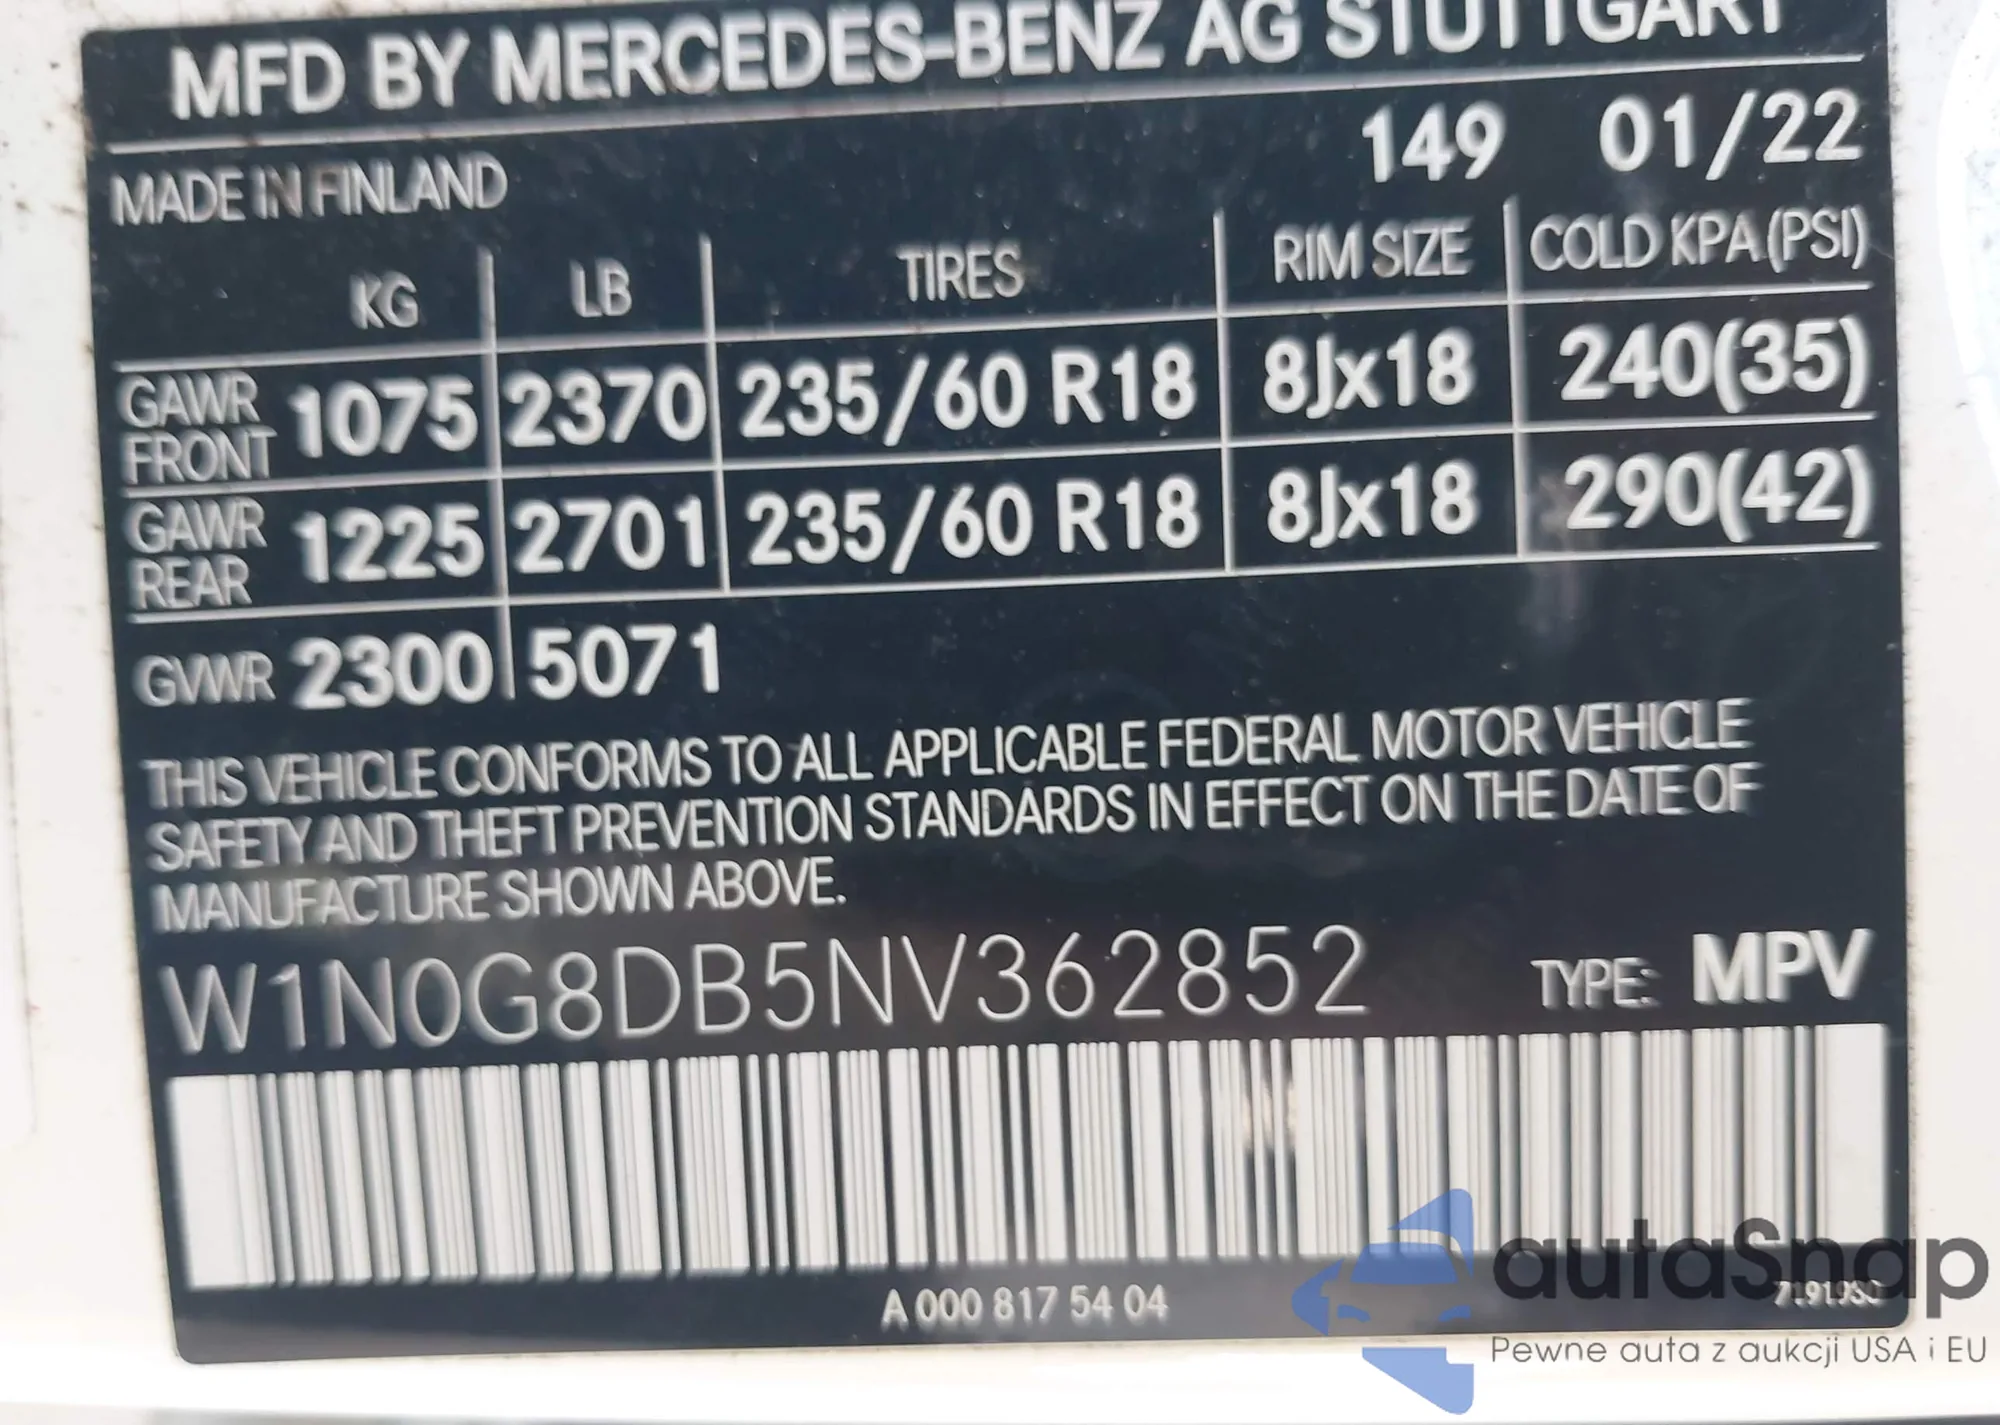 MFD BY MERCEDES-BENZ AG STUTTGART
149 01/22
MADE IN FINLAND
KG LB TIRES RIM SIZE COLD KPA.(PSI)
GAWR FRONT 1075 2370 235/60 R18 8Jx18 240(35)
GAWR REAR 1225 2701 235/60 R18 8Jx18 290(42)
GVWR 2300 5071
THIS VEHICLE CONFORMS TO ALL APPLICABLE FEDERAL MOTOR VEHICLE
SAFETY AND THEFT PREVENTION STANDARDS IN EFFECT ON THE DATE OF
MANUFACTURE SHOWN ABOVE.
W1N0G8DB5NV362852 TYPE: MPV
A 000 817 54 04
autaSnap
Pewne auta z aukcji USA i EU